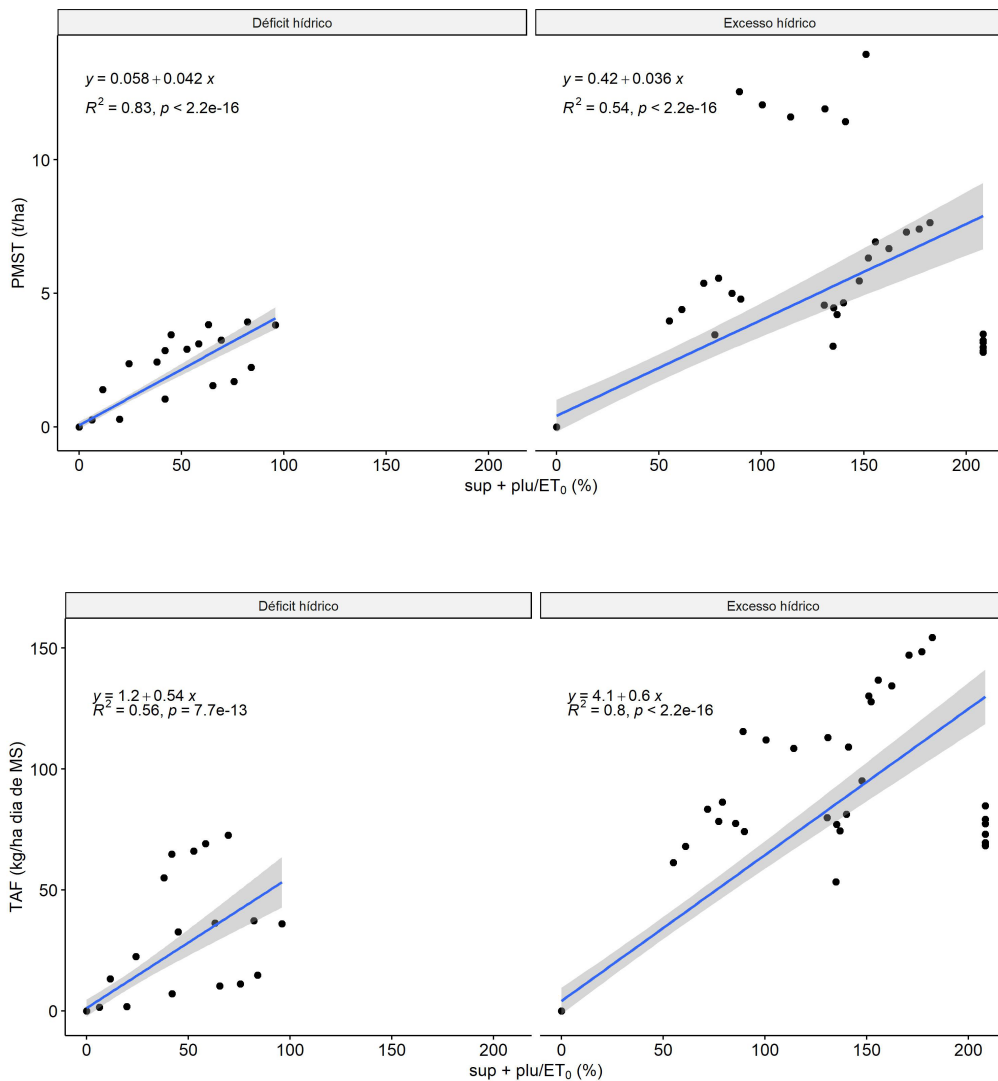 Déficit hídrico
Excesso hídrico
y = 0.058 + 0.042 x
R² = 0.83, p < 2.2e-16
y = 0.42 + 0.036 x
R² = 0.54, p < 2.2e-16
PMST (t/ha)
10
5
0
0 50 100 150 200
0 50 100 150 200
sup + plu/ET₀ (%)
Déficit hídrico
Excesso hídrico
y = 1.2 + 0.54 x
R² = 0.56, p = 7.7e-13
y = 4.1 + 0.6 x
R² = 0.8, p < 2.2e-16
TAF (kg/ha dia de MS)
150
100
50
0
0 50 100 150 200
0 50 100 150 200
sup + plu/ET₀ (%)